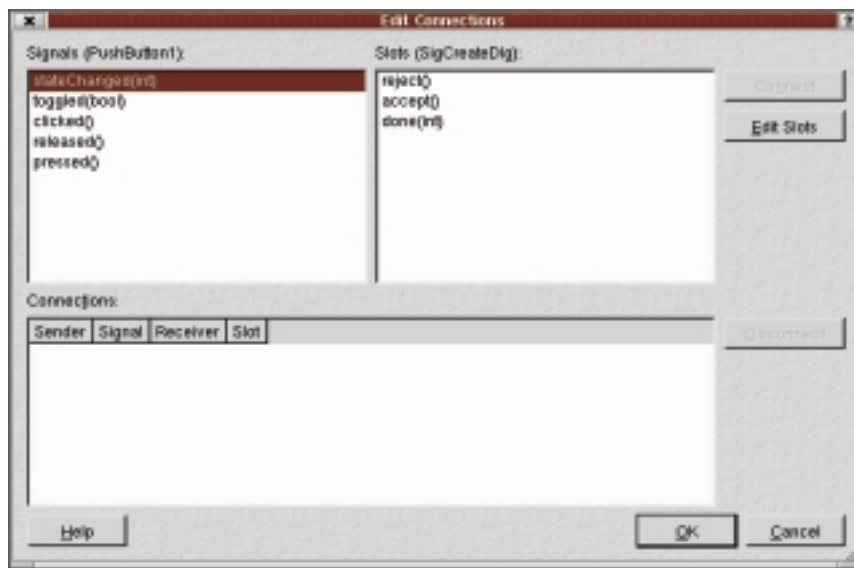 Edit Connections
?
Signals (PushButton1):
stateChanged(int)
toggled(bool)
clicked()
released()
pressed()
Slots (SigCreateDlg):
reject()
accept()
done(int)
Connect
Edit Slots
Connections:
Sender Signal Receiver Slot
Disconnect
Help
OK
Cancel